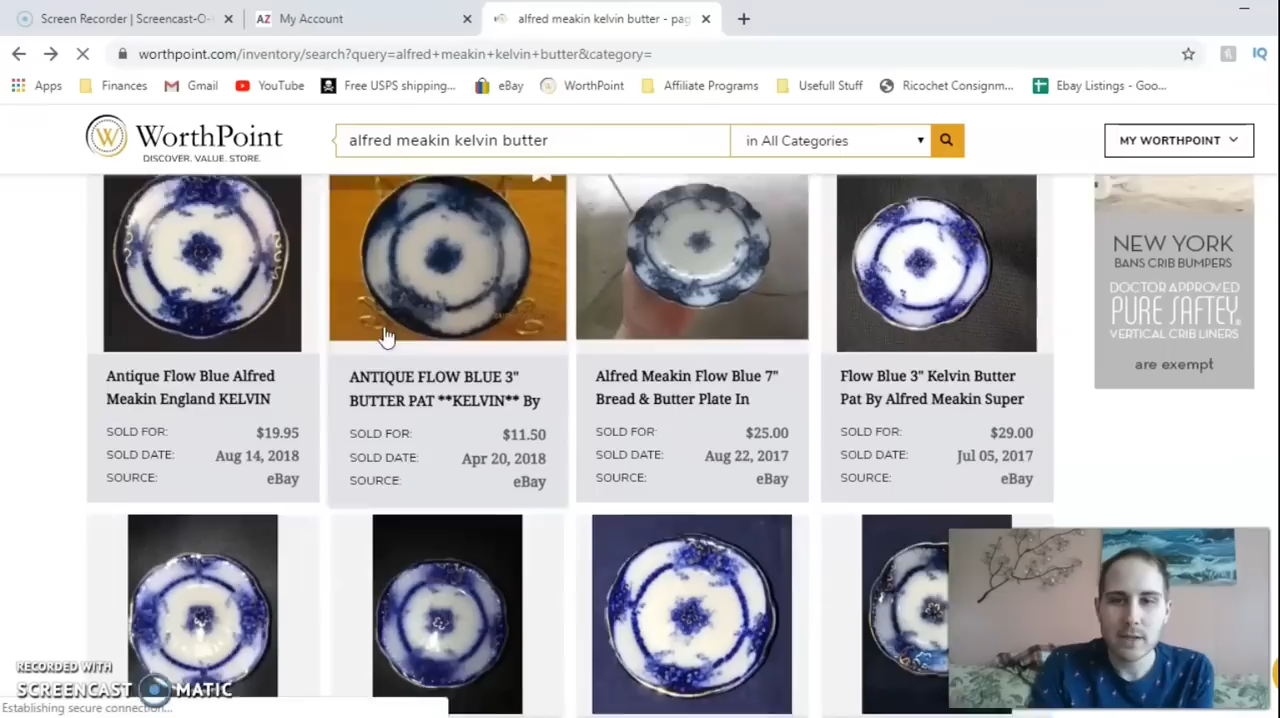 Screen Recorder | Screencast-O-
My Account
alfred meakin kelvin butter - pag
worthpoint.com/inventory/search?query=alfred+meakin+kelvin+butter&category=
Apps
Finances
Gmail
YouTube
Free USPS shipping...
eBay
WorthPoint
Affiliate Programs
Usefull Stuff
Ricochet Consignm...
Ebay Listings - Goo...
WORTHPOINT
DISCOVER. VALUE. STORE.
alfred meakin kelvin butter
in All Categories
MY WORTHPOINT
Antique Flow Blue Alfred
Meakin England KELVIN
SOLD FOR: $19.95
SOLD DATE: Aug 14, 2018
SOURCE: eBay
ANTIQUE FLOW BLUE 3"
BUTTER PAT **KELVIN** By
SOLD FOR: $11.50
SOLD DATE: Apr 20, 2018
SOURCE: eBay
Alfred Meakin Flow Blue 7"
Bread & Butter Plate In
SOLD FOR: $25.00
SOLD DATE: Aug 22, 2017
SOURCE: eBay
Flow Blue 3" Kelvin Butter
Pat By Alfred Meakin Super
SOLD FOR: $29.00
SOLD DATE: Jul 05, 2017
SOURCE: eBay
NEW YORK
BANS CRIB BUMPERS
DOCTOR APPROVED
PURE SAFTEY
VERTICAL CRIB LINERS
are exempt
RECORDED WITH
SCREENCAST MATIC
Establishing secure connection...